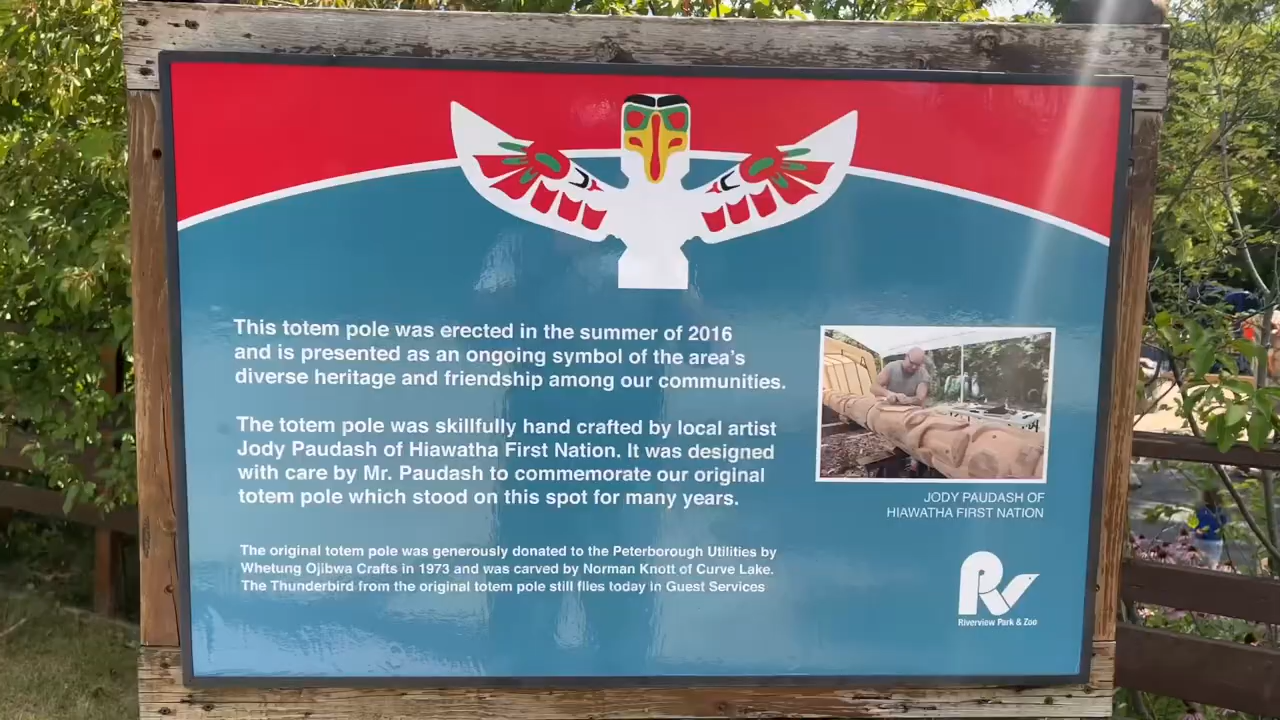 This totem pole was erected in the summer of 2016
and is presented as an ongoing symbol of the area's
diverse heritage and friendship among our communities.
The totem pole was skillfully hand crafted by local artist
Jody Paudash of Hiawatha First Nation. It was designed
with care by Mr. Paudash to commemorate our original
totem pole which stood on this spot for many years.
The original totem pole was generously donated to the Peterborough Utilities by
Whetung Ojibwa Crafts in 1973 and was carved by Norman Knott of Curve Lake.
The Thunderbird from the original totem pole still flies today in Guest Services
JODY PAUDASH OF
HIAWATHA FIRST NATION
Riverview Park & Zoo